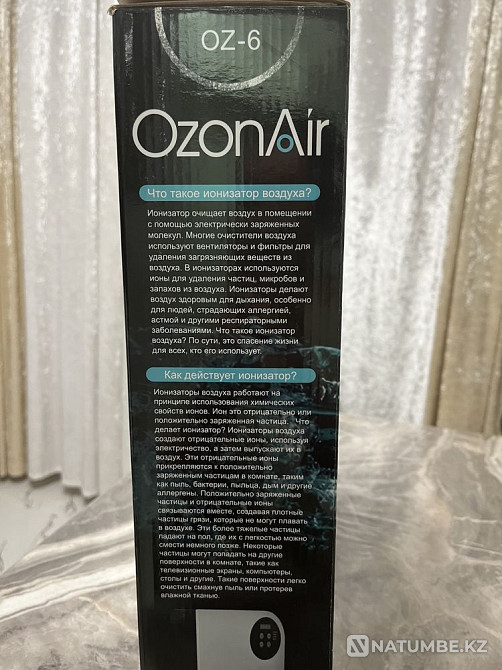 OZ-6
OzonAir
Что такое ионизатор воздуха?
Ионизатор очищает воздух в помещении
с помощью электрически заряженных
молекул. Многие очистители воздуха
используют вентиляторы и фильтры для
удаления загрязняющих веществ из
воздуха. В ионизаторах используются
ионы для удаления частиц, микробов и
запахов из воздуха. Ионизаторы делают
воздух здоровым для дыхания, особенно
для людей, страдающих аллергией,
астмой и другими респираторными
заболеваниями. Что такое ионизатор
воздуха? По сути, это спасение жизни
для всех, кто его использует.
Как действует ионизатор?
Ионизаторы воздуха работают на
принципе использования химических
свойств ионов. Ион это отрицательно или
положительно заряженная частица. Что
делает ионизатор? Ионизаторы воздуха
создают отрицательные ионы, используя
электричество, а затем выпускают их в
воздух. Эти отрицательные ионы
прикрепляются к положительно
заряженным частицам в комнате, таким
как пыль, бактерии, пыльца, дым и другие
аллергены. Положительно заряженные
частицы и отрицательные ионы
связываются вместе, создавая плотные
частицы грязи, которые не могут плавать
в воздухе. Эти более тяжелые частицы
падают на пол, где их с легкостью можно
смести немного позже. Некоторые
частицы могут попадать на другие
поверхности в комнате, такие как
телевизионные экраны, компьютеры,
столы и другие. Такие поверхности легко
очистить смахнув пыль или протерев
влажной тканью.
NATUMBE.KZ